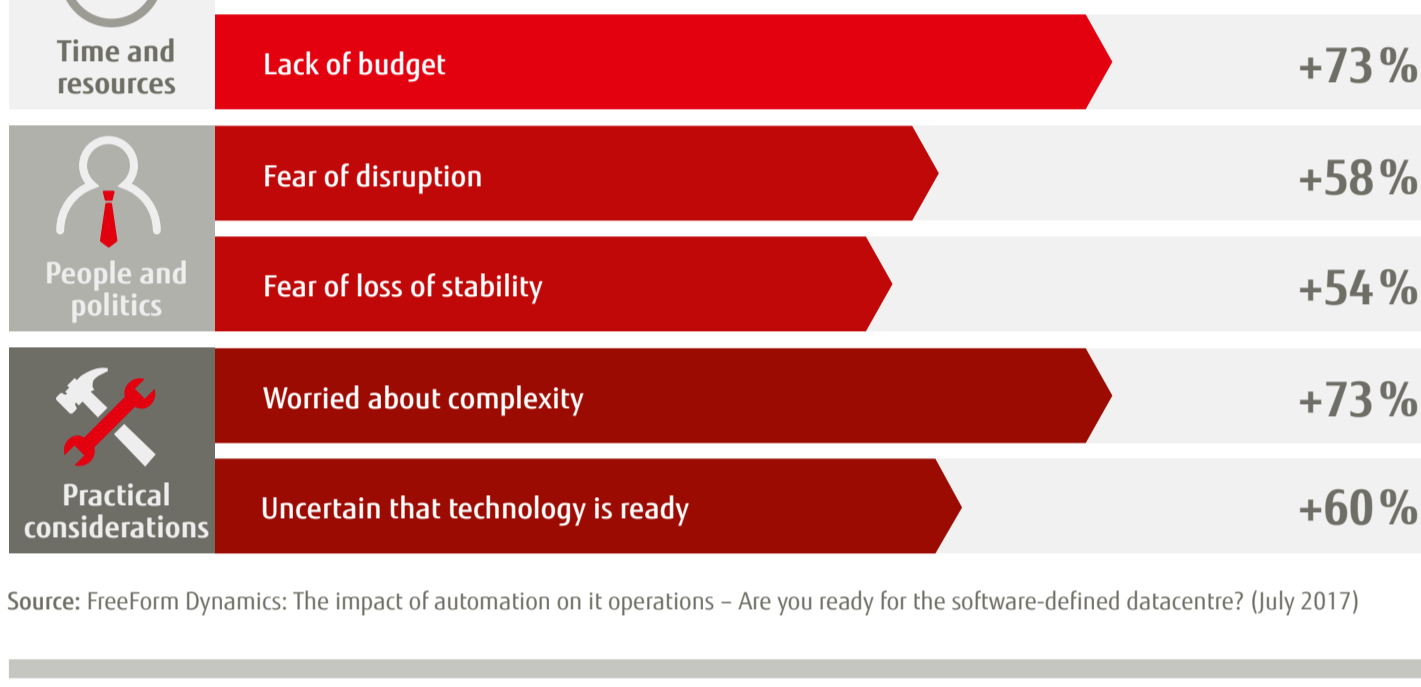 Time and
resources
Lack of budget
+73 %
People and
politics
Fear of disruption
+58 %
Fear of loss of stability
+54 %
Practical
considerations
Worried about complexity
+73 %
Uncertain that technology is ready
+60 %
Source: FreeForm Dynamics: The impact of automation on it operations – Are you ready for the software-defined datacentre? (July 2017)